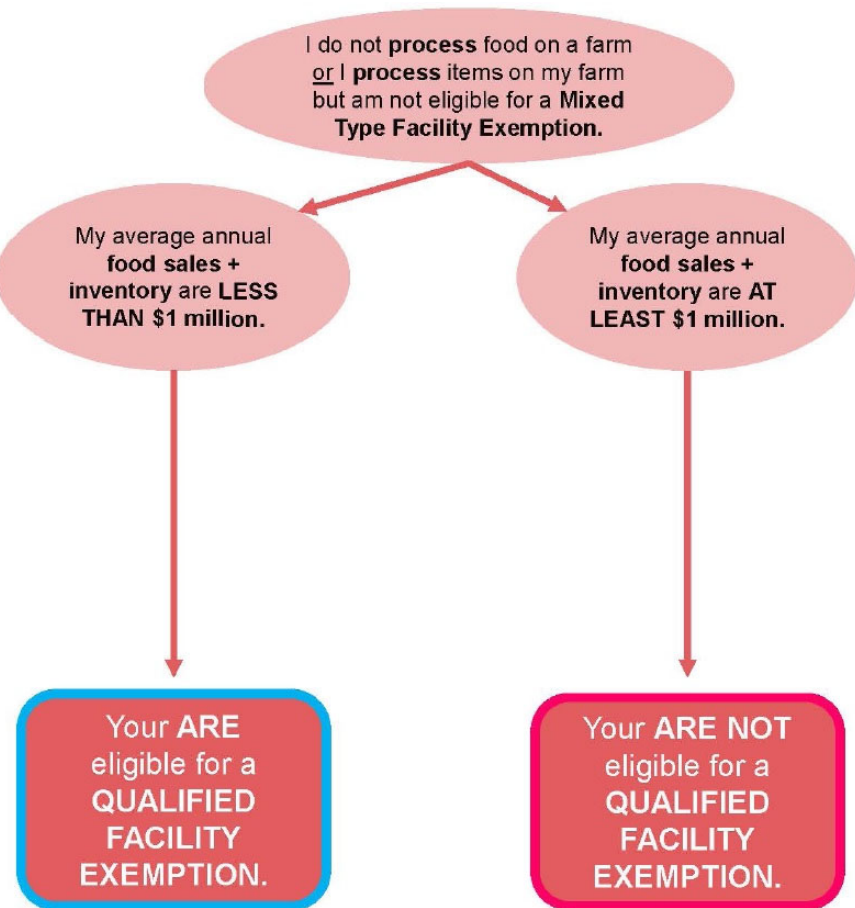 I do not process food on a farm
or I process items on my farm
but am not eligible for a Mixed
Type Facility Exemption.
My average annual
food sales +
inventory are LESS
THAN $1 million.
My average annual
food sales +
inventory are AT
LEAST $1 million.
Your ARE
eligible for a
QUALIFIED
FACILITY
EXEMPTION.
Your ARE NOT
eligible for a
QUALIFIED
FACILITY
EXEMPTION.